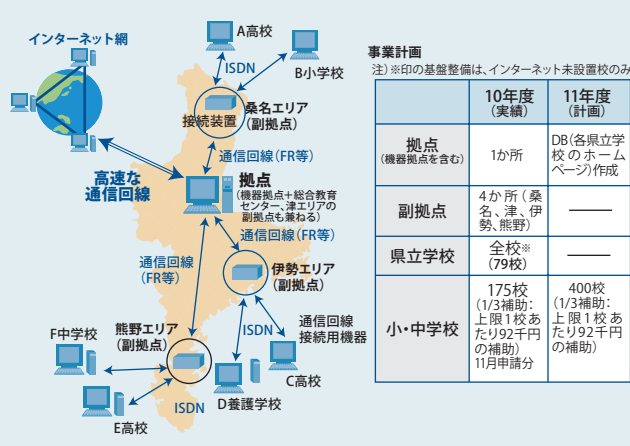 インターネット網
A高校
ISDN
B小学校
接続装置
桑名エリア
(副拠点)
通信回線(FR等)
高速な
通信回線
拠点
(機器拠点+総合教育
センター、津エリアの
副拠点も兼ねる)
通信回線(FR等)
通信回線
(FR等)
伊勢エリア
(副拠点)
熊野エリア
(副拠点)
F中学校
ISDN
通信回線
接続用機器
C高校
D養護学校
ISDN
E高校
事業計画
注)※印の基盤整備は、インターネット未設置校のみ
10年度
(実績)
11年度
(計画)
拠点
(機器拠点を含む)
1か所
DB(各県立学
校のホーム
ページ)作成
副拠点
4か所(桑
名、津、伊
勢、熊野)
――
県立学校
全校※
(79校)
――
小・中学校
175校
(1/3補助:
上限1校あ
たり92千円
の補助)
11月申請分
400校
(1/3補助:
上限1校あ
たり92千円
の補助)